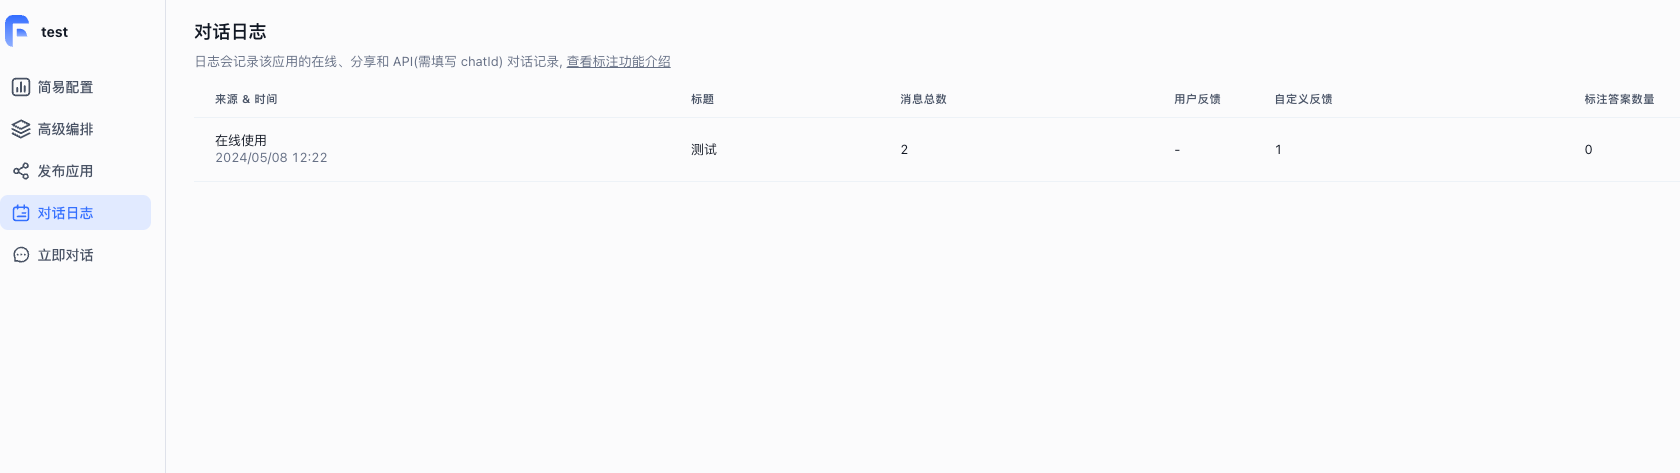 test
简易配置
高级编排
发布应用
对话日志
立即对话
对话日志
日志会记录该应用的在线、分享和 API(需填写 chatId) 对话记录, 查看标注功能介绍
来源 & 时间 标题 消息总数 用户反馈 自定义反馈 标注答案数量
在线使用
2024/05/08 12:22 测试 2 - 1 0